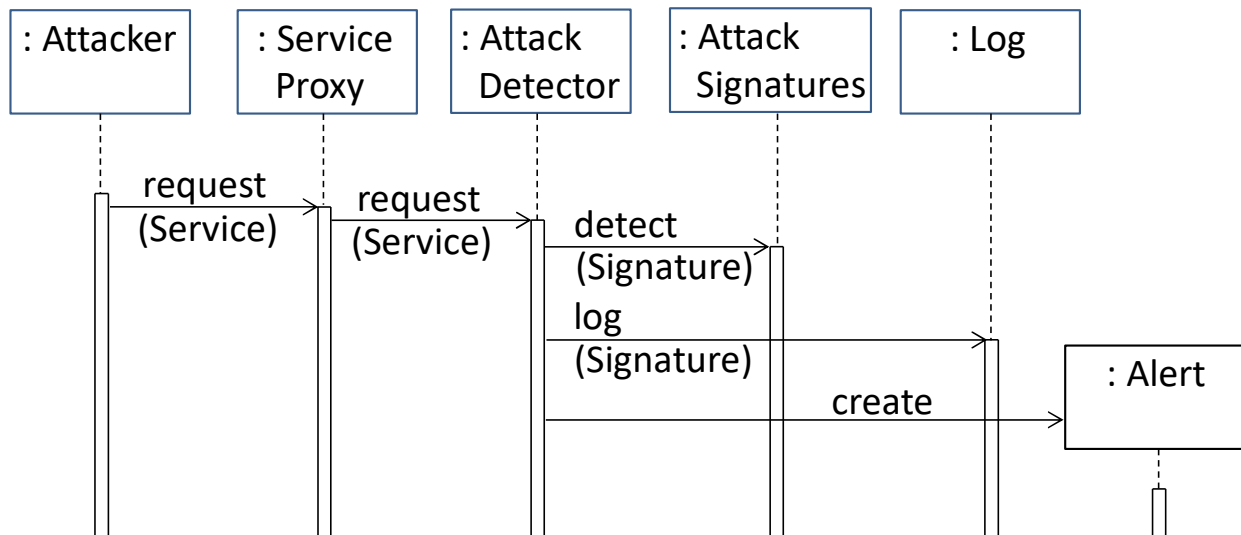 : Attacker
: Service
Proxy
: Attack
Detector
: Attack
Signatures
: Log
request
(Service)
request
(Service)
detect
(Signature)
log
(Signature)
create
: Alert